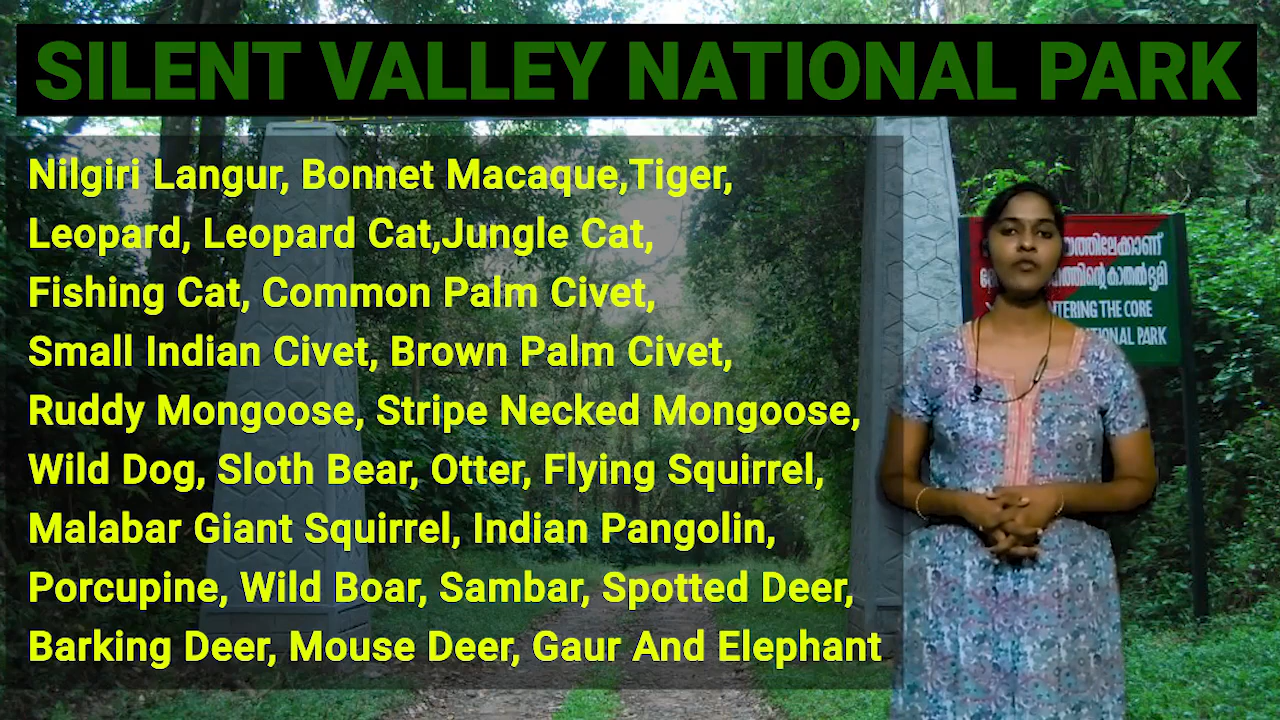 SILENT VALLEY NATIONAL PARK
Nilgiri Langur, Bonnet Macaque,Tiger,
Leopard, Leopard Cat,Jungle Cat,
Fishing Cat, Common Palm Civet,
Small Indian Civet, Brown Palm Civet,
Ruddy Mongoose, Stripe Necked Mongoose,
Wild Dog, Sloth Bear, Otter, Flying Squirrel,
Malabar Giant Squirrel, Indian Pangolin,
Porcupine, Wild Boar, Sambar, Spotted Deer,
Barking Deer, Mouse Deer, Gaur And Elephant
THE CORE
PARK